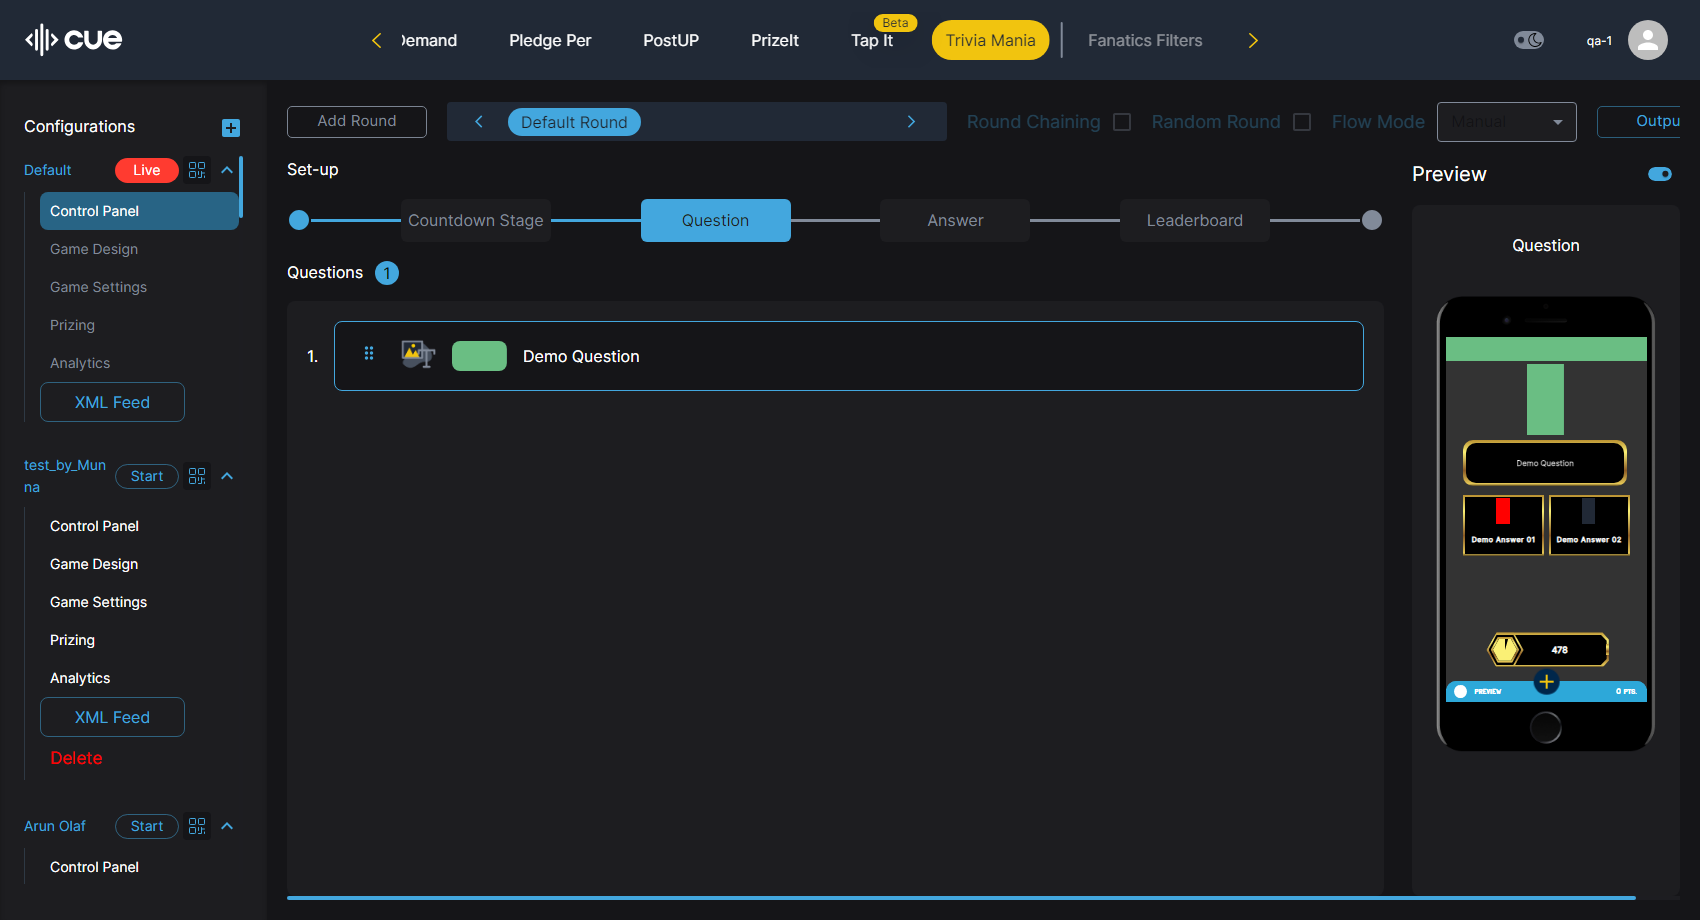 cue
Demand
Pledge Per
PostUP
PrizeIt
Tap It
Beta
Trivia Mania
Fanatics Filters
qa-1
Configurations
Default
Live
Control Panel
Game Design
Game Settings
Prizing
Analytics
XML Feed
test_by_Mun
na
Start
Control Panel
Game Design
Game Settings
Prizing
Analytics
XML Feed
Delete
Arun Olaf
Start
Control Panel
Add Round
Default Round
Round Chaining
Random Round
Flow Mode
Manual
Outpu
Set-up
Countdown Stage
Question
Answer
Leaderboard
Questions 1
1.
Demo Question
Preview
Question
Demo Question
Demo Answer 01
Demo Answer 02
478
PREVIEW
0 PTS.